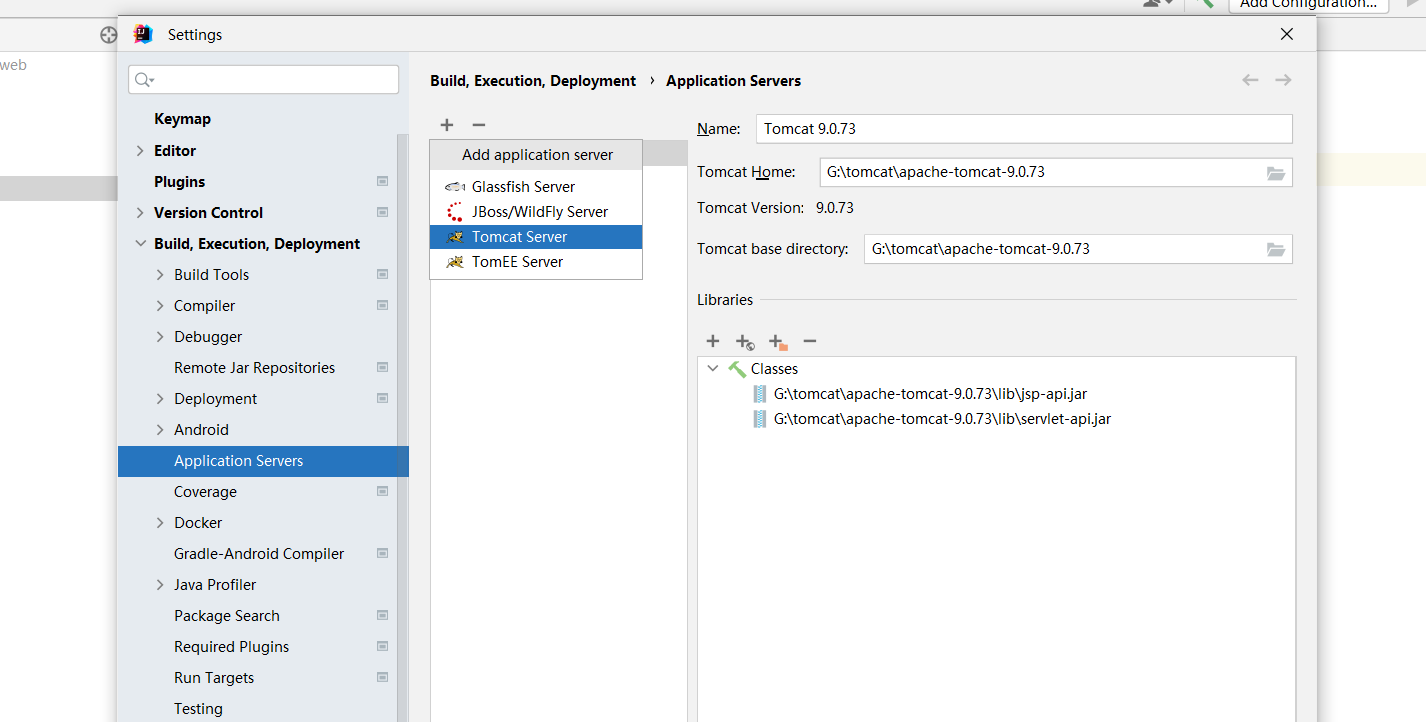 Add Configuration...
web
Settings
Keymap
Editor
Plugins
Version Control
Build, Execution, Deployment
Build Tools
Compiler
Debugger
Remote Jar Repositories
Deployment
Android
Application Servers
Coverage
Docker
Gradle-Android Compiler
Java Profiler
Package Search
Required Plugins
Run Targets
Testing
Build, Execution, Deployment › Application Servers
Add application server
Glassfish Server
JBoss/WildFly Server
Tomcat Server
TomEE Server
Name: Tomcat 9.0.73
Tomcat Home: G:\tomcat\apache-tomcat-9.0.73
Tomcat Version: 9.0.73
Tomcat base directory: G:\tomcat\apache-tomcat-9.0.73
Libraries
Classes
G:\tomcat\apache-tomcat-9.0.73\lib\jsp-api.jar
G:\tomcat\apache-tomcat-9.0.73\lib\servlet-api.jar